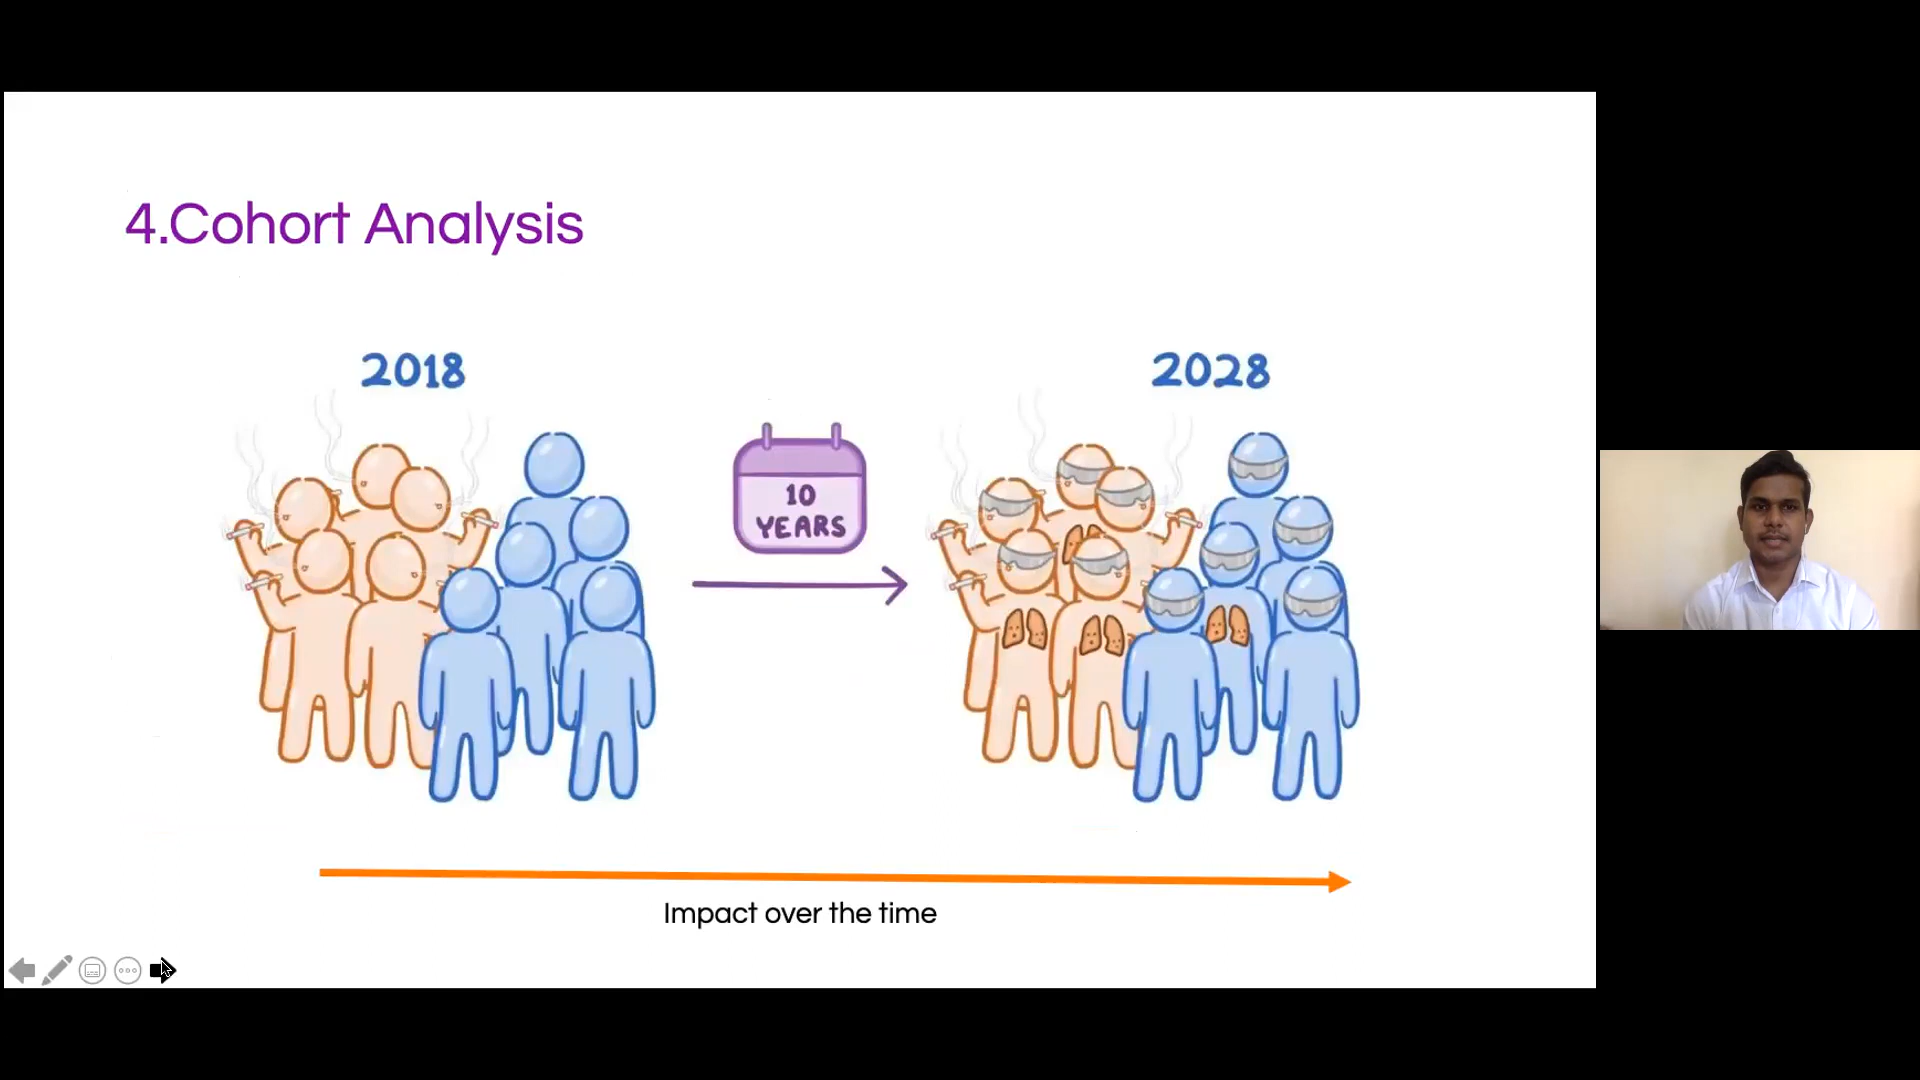 4.Cohort Analysis
2018
2028
10
YEARS
Impact over the time